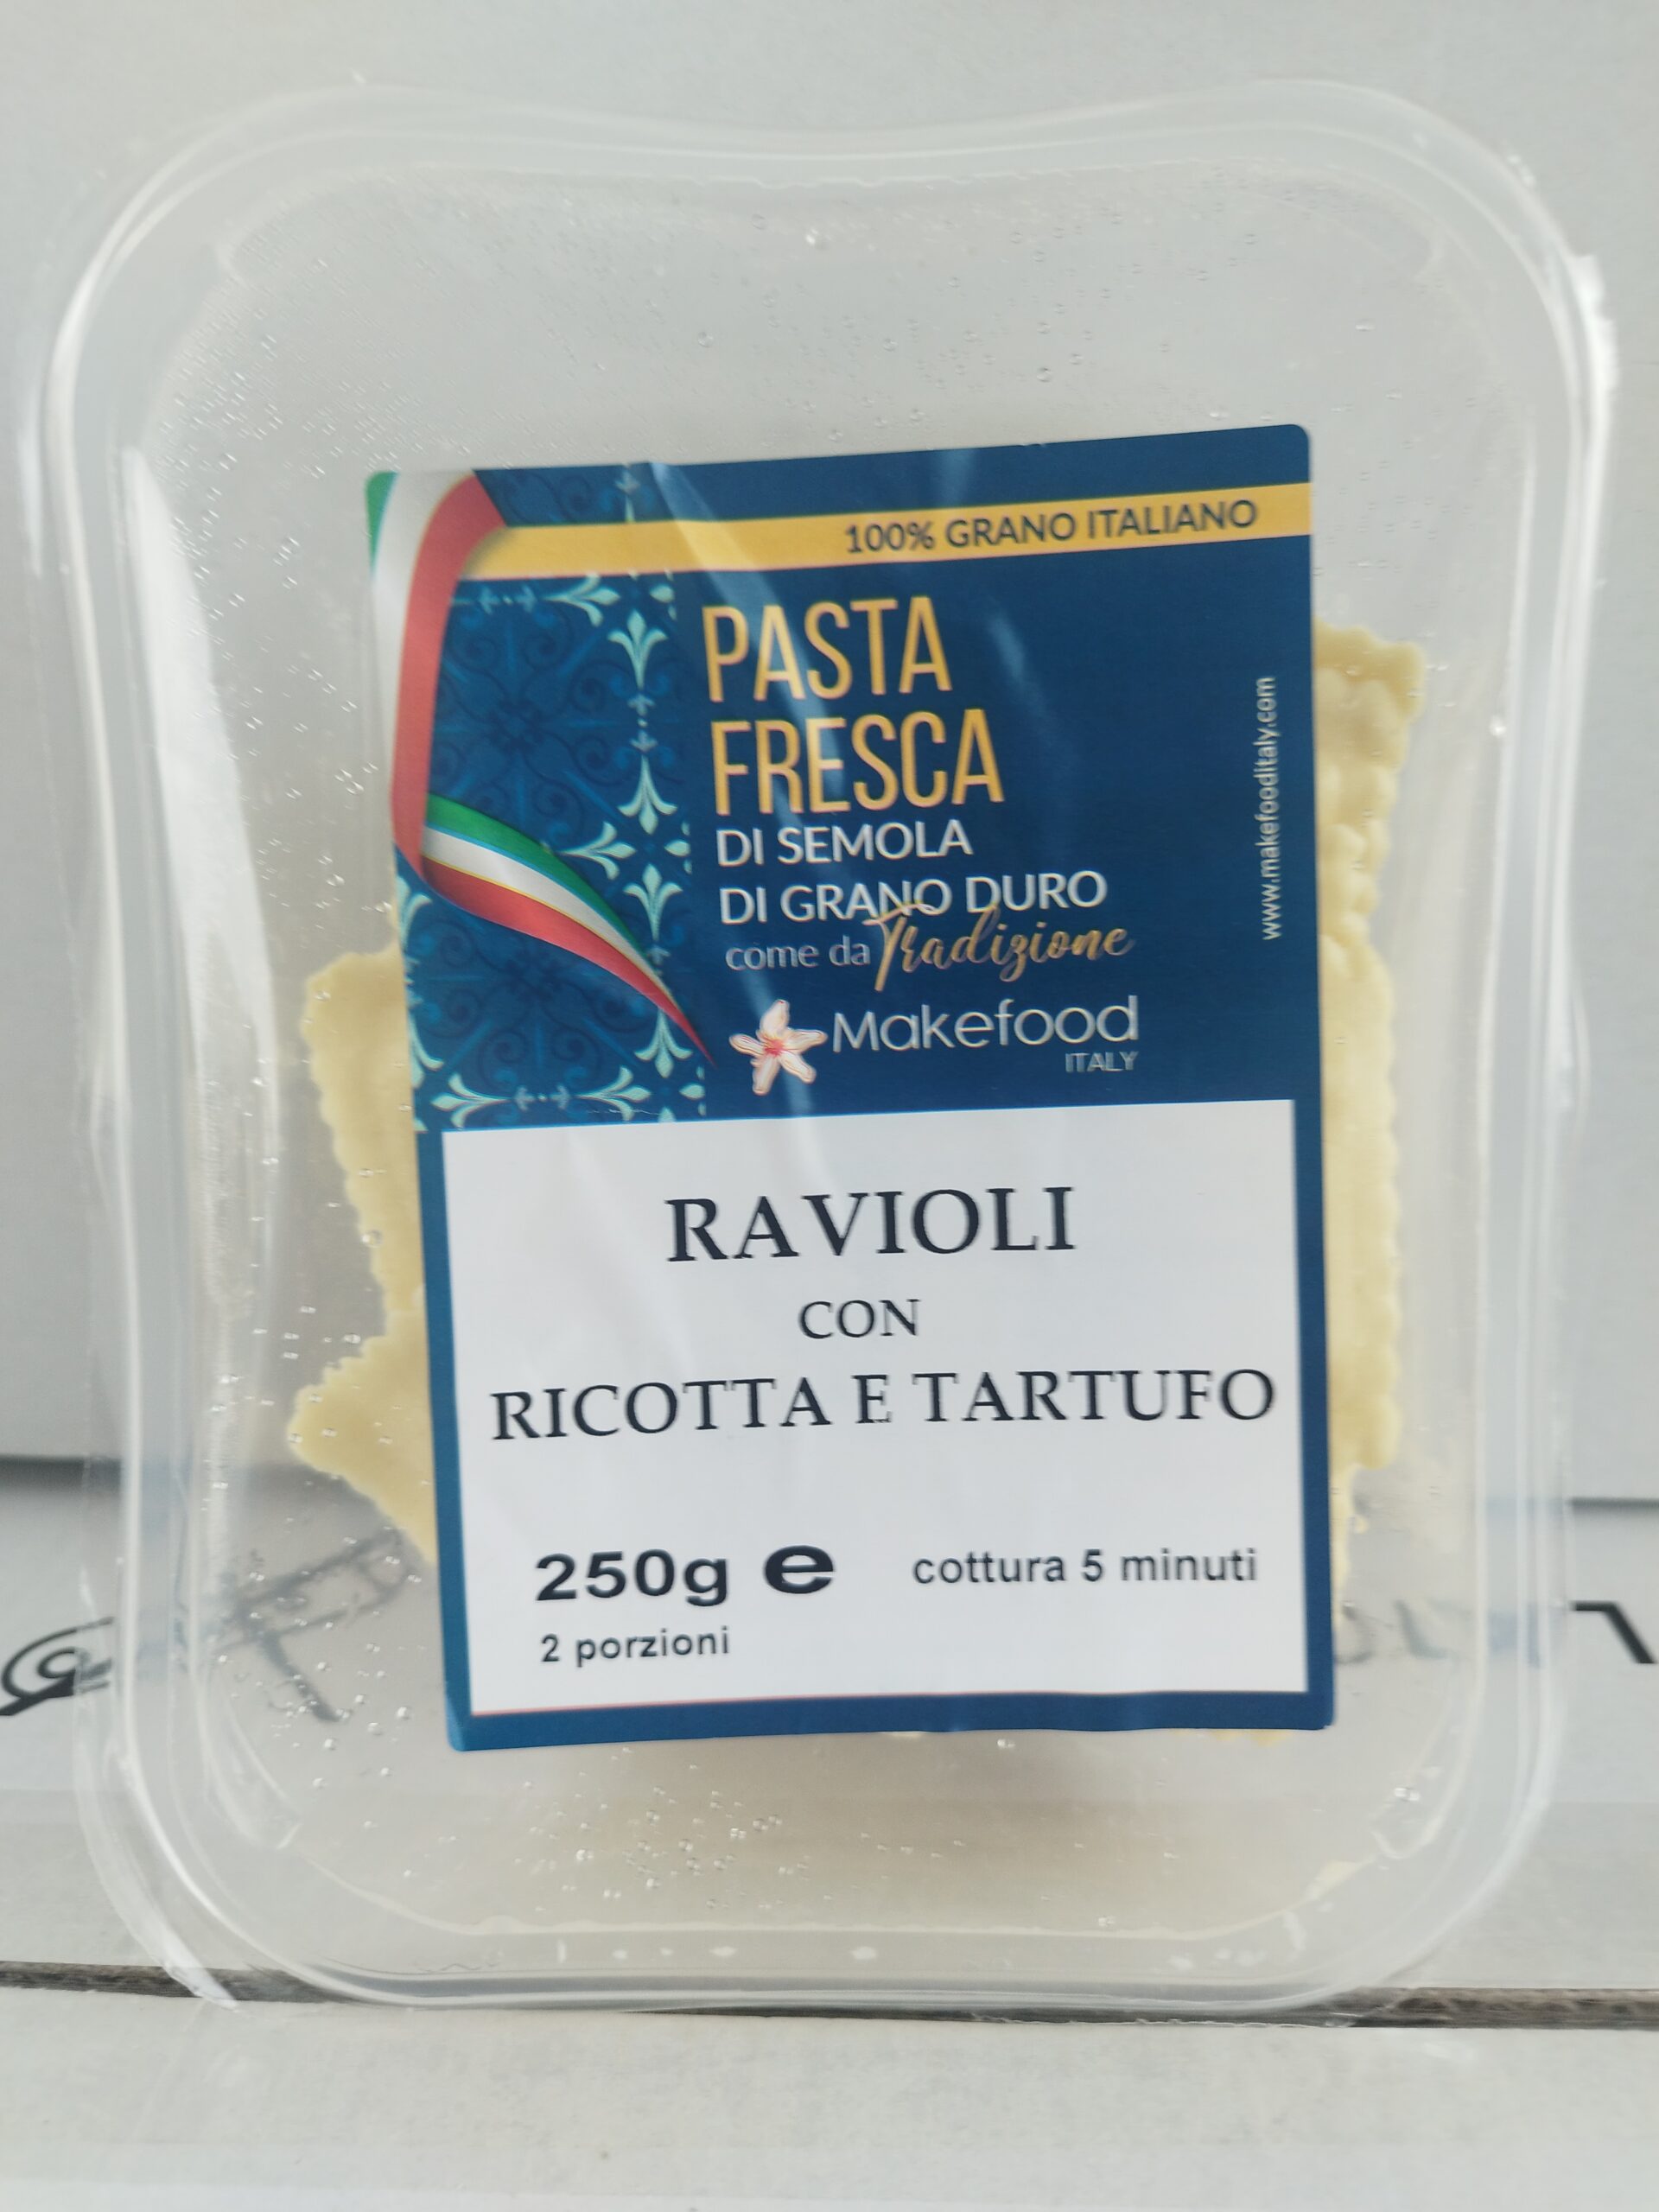 100% GRANO ITALIANO
PASTA
FRESCA
DI SEMOLA
DI GRANO DURO
come da Tradizione
Makefood
ITALY
www.makefooditaly.com
RAVIOLI
CON
RICOTTA E TARTUFO
250g e cottura 5 minuti
2 porzioni